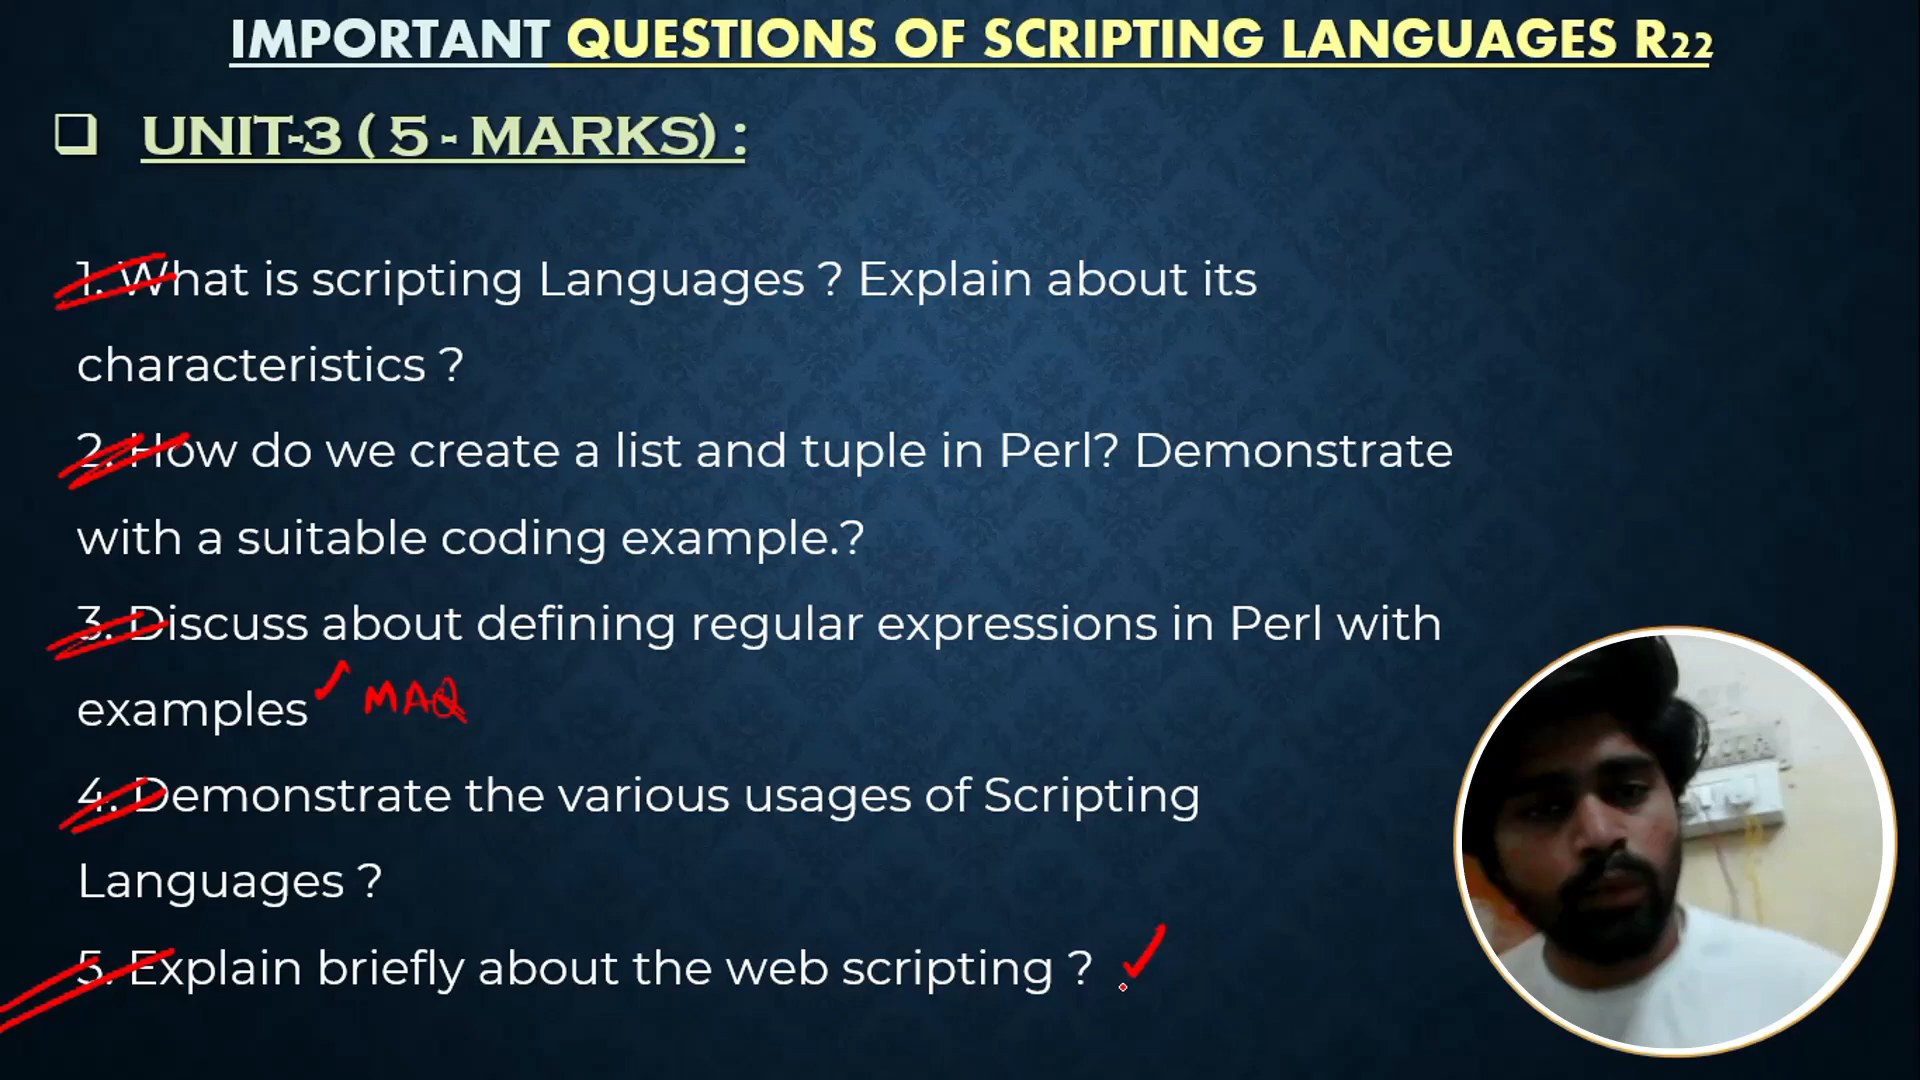 IMPORTANT QUESTIONS OF SCRIPTING LANGUAGES R22
UNIT-3 ( 5 - MARKS) :
1. What is scripting Languages ? Explain about its
characteristics ?
2. How do we create a list and tuple in Perl? Demonstrate
with a suitable coding example.?
3. Discuss about defining regular expressions in Perl with
examples MAQ
4. Demonstrate the various usages of Scripting
Languages ?
5. Explain briefly about the web scripting ?